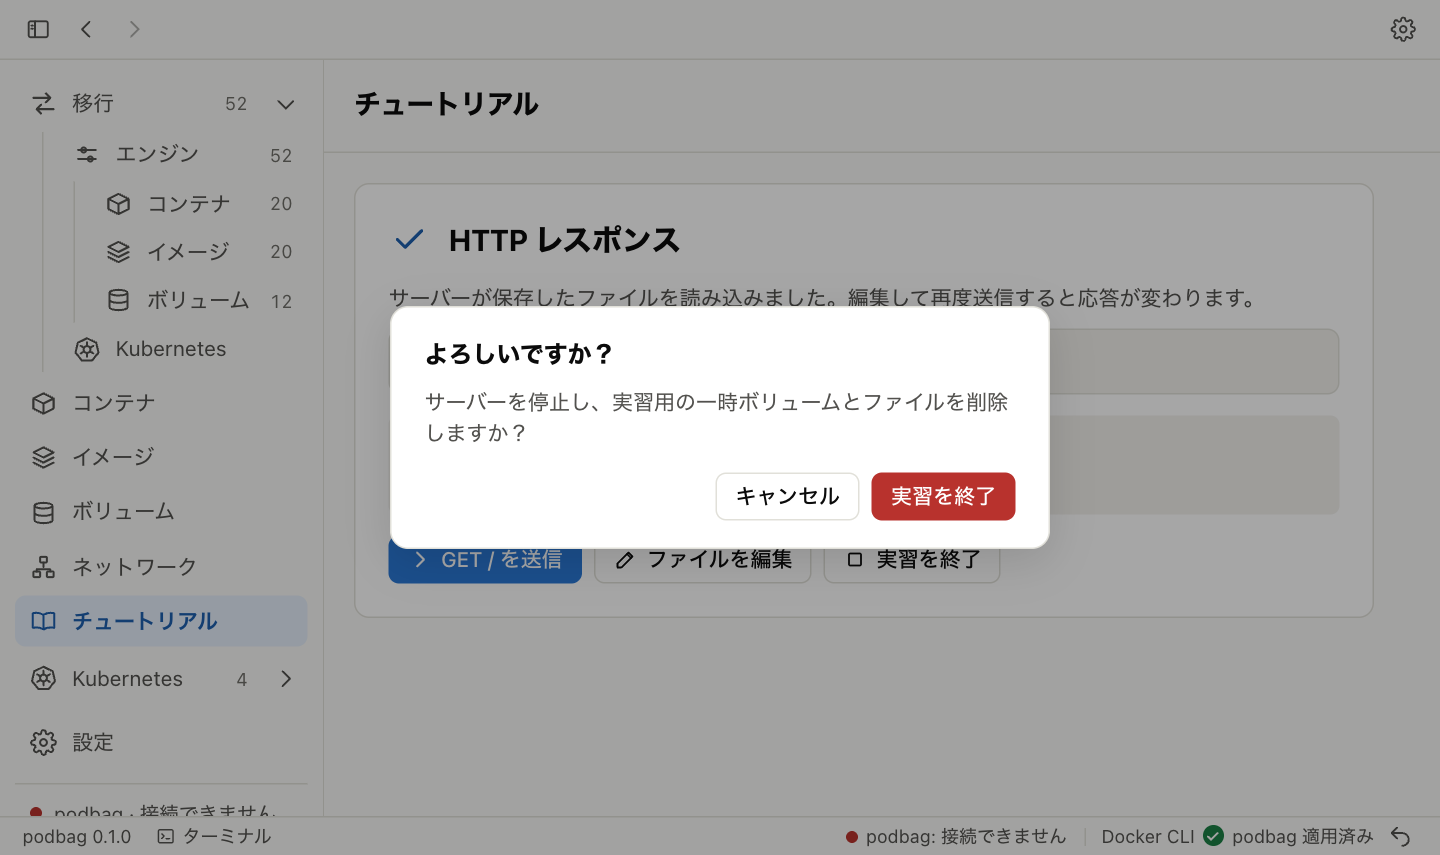 移行 52
エンジン 52
コンテナ 20
イメージ 20
ボリューム 12
Kubernetes
コンテナ
イメージ
ボリューム
ネットワーク
チュートリアル
Kubernetes 4
設定
podbag · 接続できません
チュートリアル
HTTP レスポンス
サーバーが保存したファイルを読み込みました。編集して再度送信すると応答が変わります。
よろしいですか？
サーバーを停止し、実習用の一時ボリュームとファイルを削除
しますか？
キャンセル 実習を終了
GET / を送信 ファイルを編集 実習を終了
podbag 0.1.0 ターミナル podbag: 接続できません Docker CLI podbag 適用済み